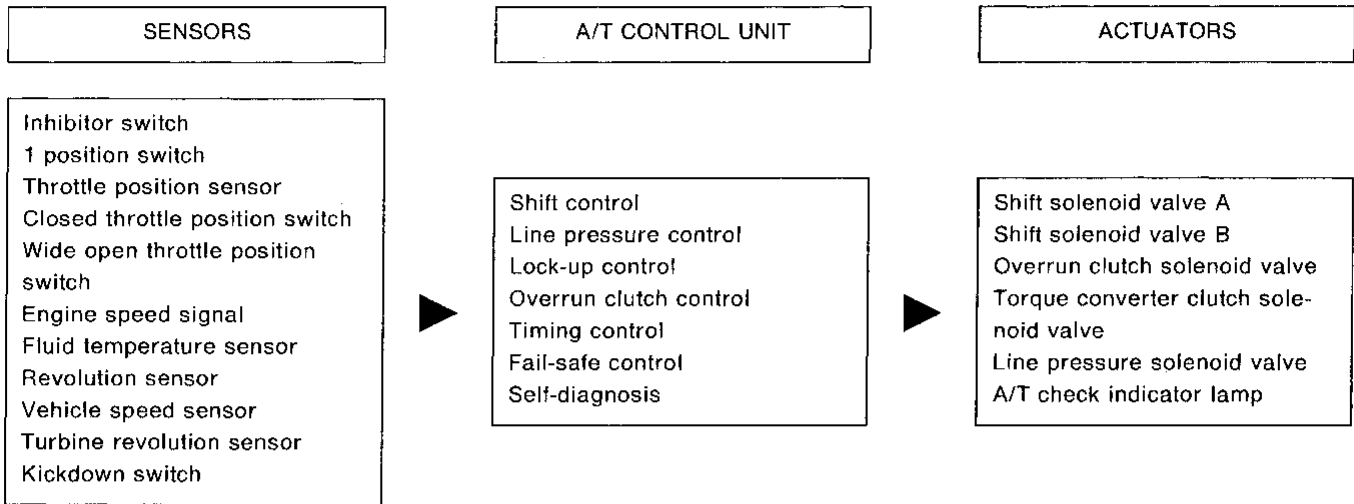 SENSORS
A/T CONTROL UNIT
ACTUATORS
Inhibitor switch
1 position switch
Throttle position sensor
Closed throttle position switch
Wide open throttle position
switch
Engine speed signal
Fluid temperature sensor
Revolution sensor
Vehicle speed sensor
Turbine revolution sensor
Kickdown switch
Shift control
Line pressure control
Lock-up control
Overrun clutch control
Timing control
Fail-safe control
Self-diagnosis
Shift solenoid valve A
Shift solenoid valve B
Overrun clutch solenoid valve
Torque converter clutch sole-
noid valve
Line pressure solenoid valve
A/T check indicator lamp